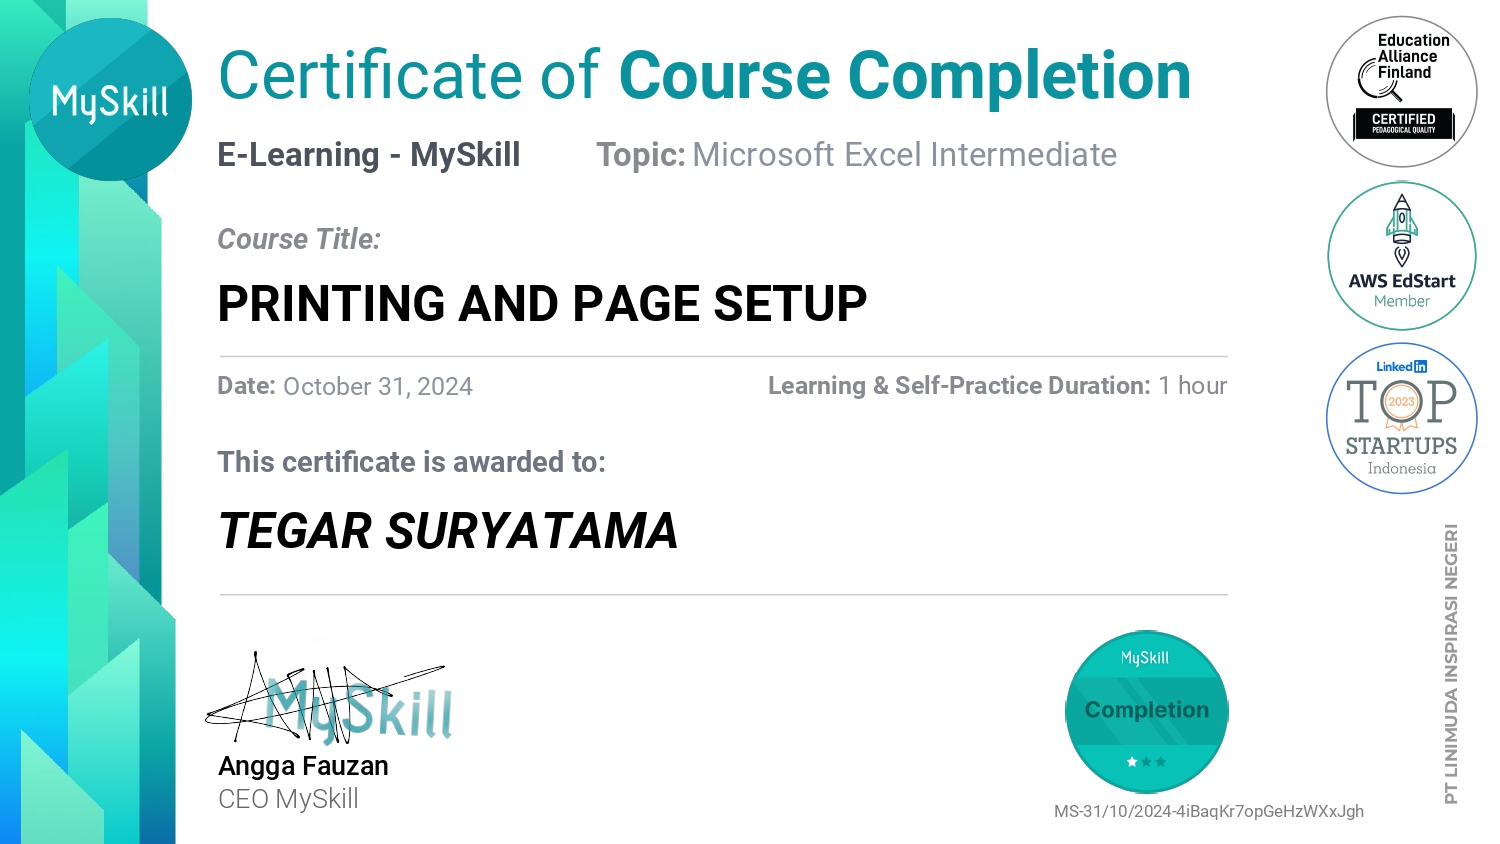 MySkill
Certificate of Course Completion
E-Learning - MySkill
Topic: Microsoft Excel Intermediate
Course Title:
PRINTING AND PAGE SETUP
Date: October 31, 2024
Learning & Self-Practice Duration: 1 hour
This certificate is awarded to:
TEGAR SURYATAMA
MySkill
Angga Fauzan
CEO MySkill
MySkill
Completion
MS-31/10/2024-4iBaqKr7opGeHzWXxJgh
Education
Alliance
Finland
CERTIFIED
PEDAGOGICAL QUALITY
AWS EdStart
Member
Linked in
TOP
2023
STARTUPS
Indonesia
PT LINIMUDA INSPIRASI NEGERI